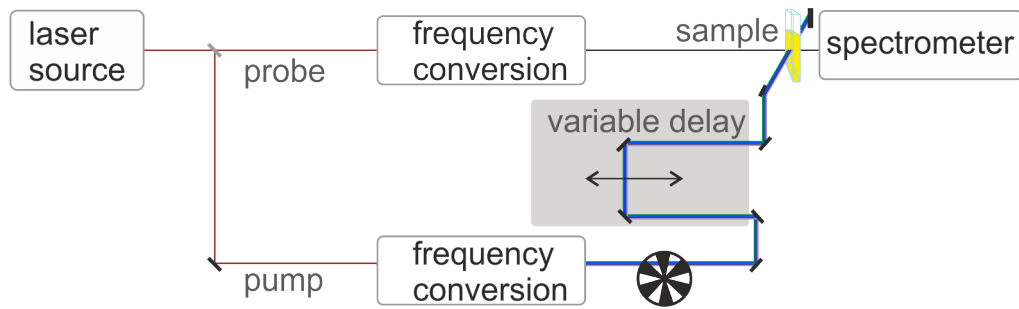 laser
source
probe
frequency
conversion
sample
spectrometer
variable delay
pump
frequency
conversion